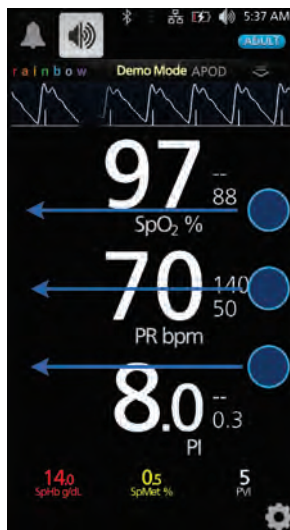 5:37 AM
ADULT
rainbow Demo Mode APOD
97 --
88
SpO₂ %
70 140
50
PR bpm
8.0 --
0.3
PI
14.0 0.5 5
SpHb g/dL SpMet % PVI